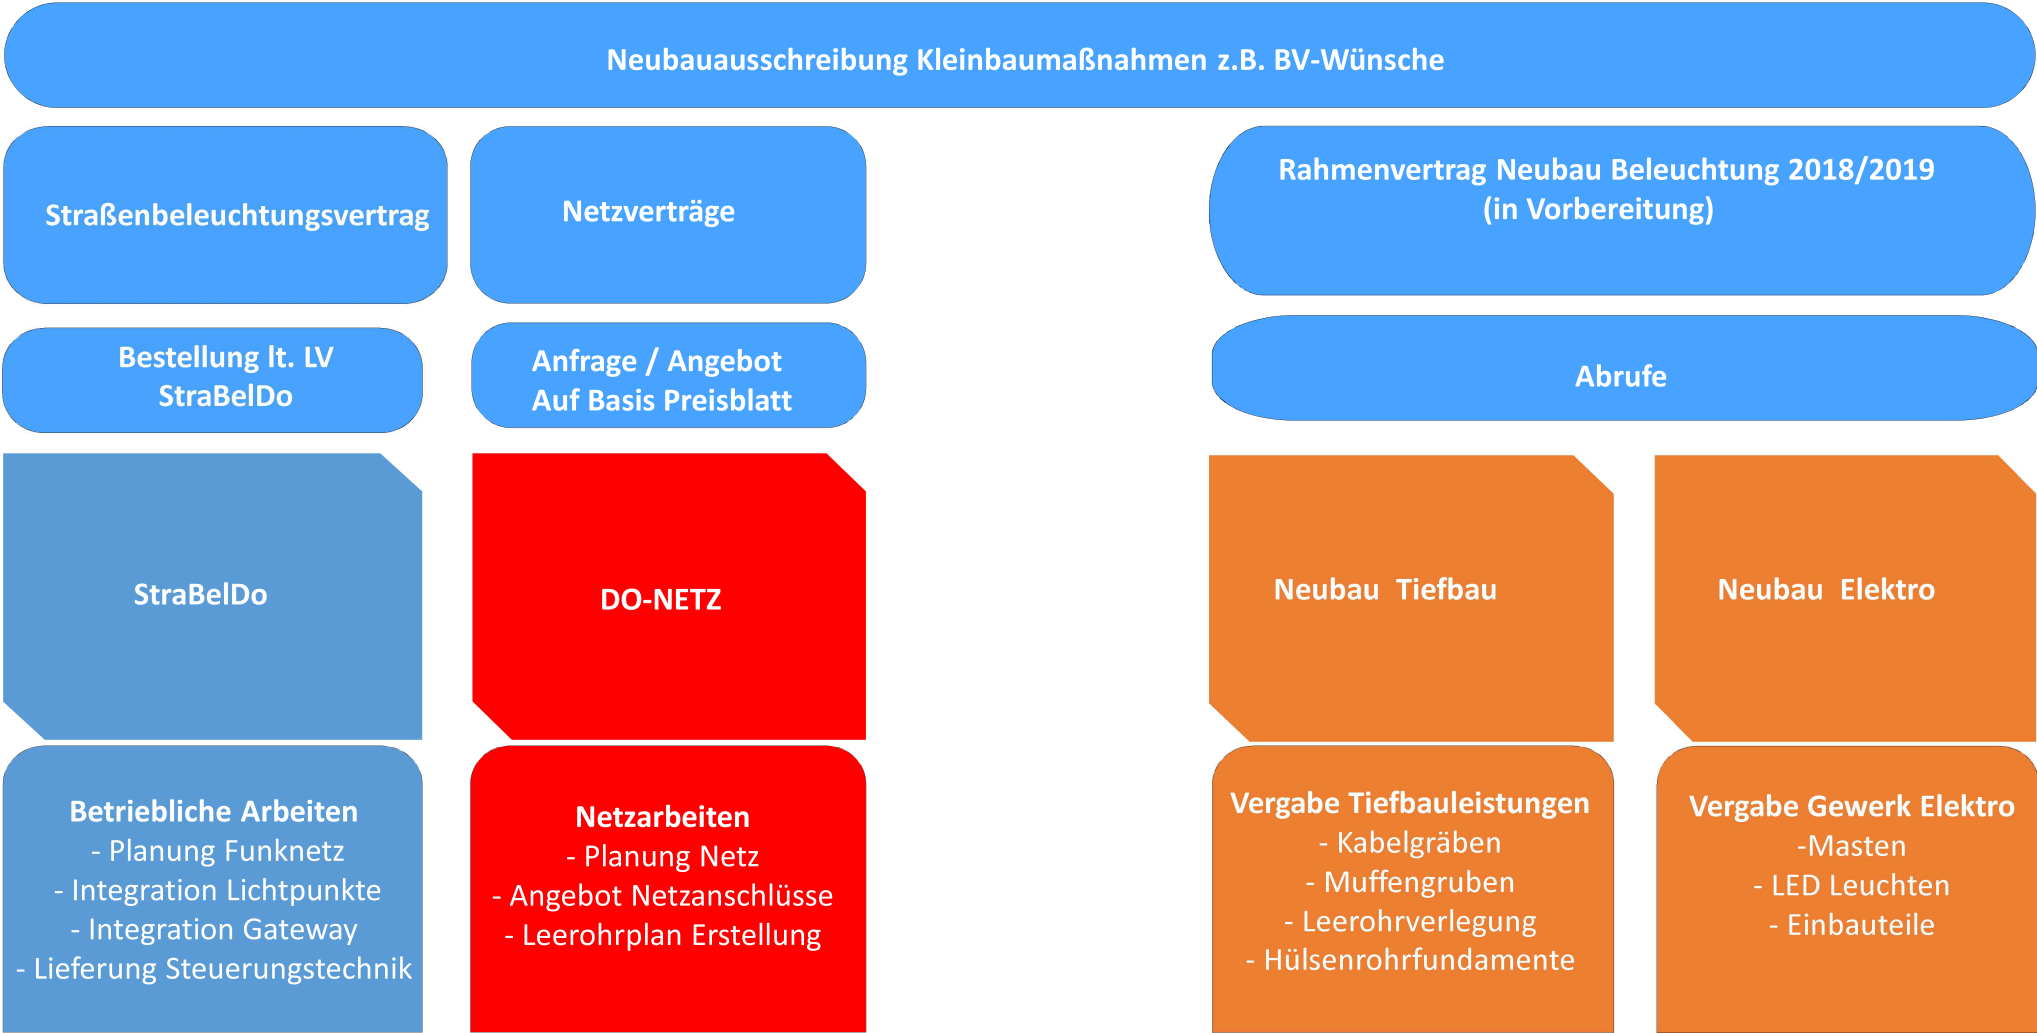 Neubauausschreibung Kleinbaumaßnahmen z.B. BV-Wünsche
Straßenbeleuchtungsvertrag
Netzverträge
Rahmenvertrag Neubau Beleuchtung 2018/2019
(in Vorbereitung)
Bestellung lt. LV
StraBelDo
Anfrage / Angebot
Auf Basis Preisblatt
Abrufe
StraBelDo
DO-NETZ
Neubau  Tiefbau
Neubau  Elektro
Betriebliche Arbeiten
- Planung Funknetz
- Integration Lichtpunkte
- Integration Gateway
- Lieferung Steuerungstechnik
Netzarbeiten
- Planung Netz
- Angebot Netzanschlüsse
- Leerohrplan Erstellung
Vergabe Tiefbauleistungen
- Kabelgräben
- Muffengruben
- Leerohrverlegung
- Hülsenrohrfundamente
Vergabe Gewerk Elektro
-Masten
- LED Leuchten
- Einbauteile